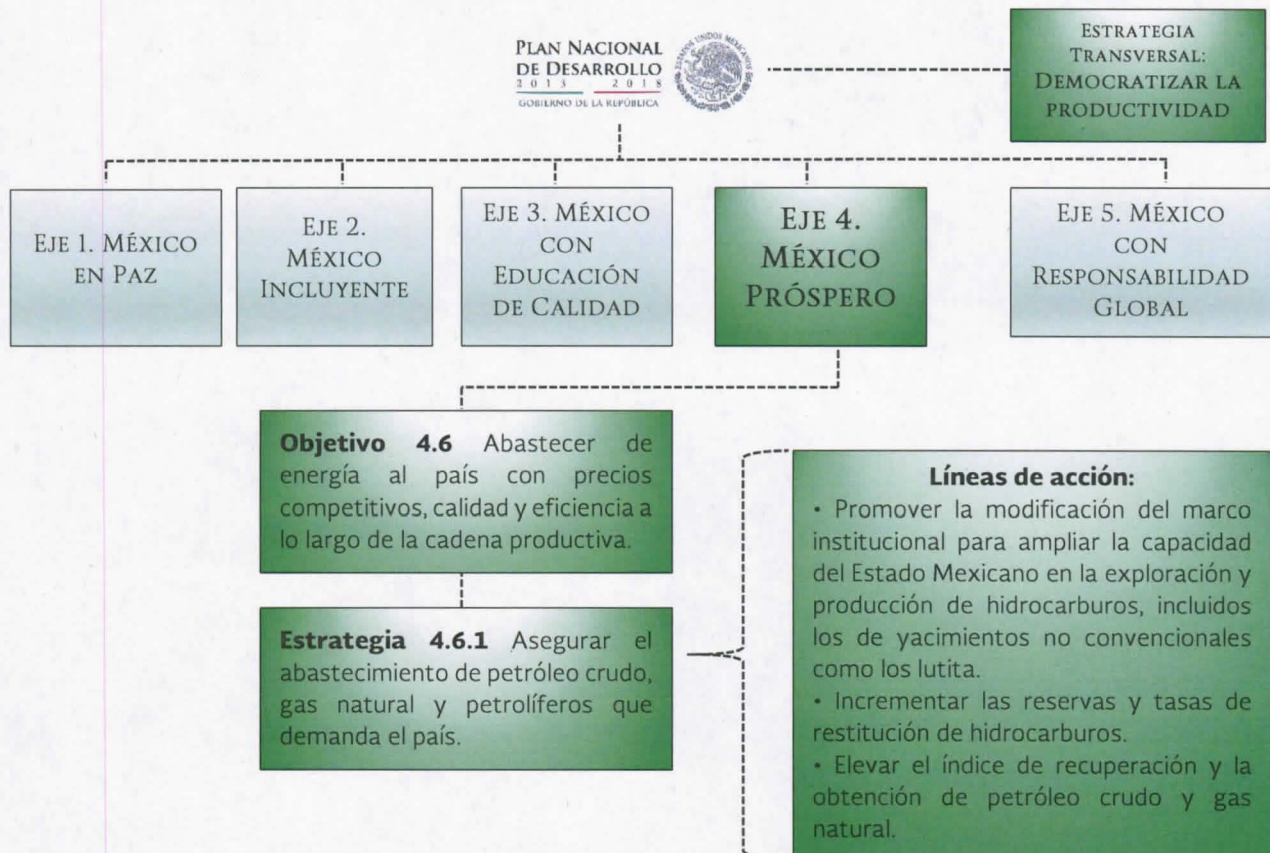 PLAN NACIONAL
DE DESARROLLO
2013 2018
GOBIERNO DE LA REPÚBLICA
ESTADOS UNIDOS MEXICANOS
ESTRATEGIA
TRANSVERSAL:
DEMOCRATIZAR LA
PRODUCTIVIDAD
EJE 1. MÉXICO
EN PAZ
EJE 2.
MÉXICO
INCLUYENTE
EJE 3. MÉXICO
CON
EDUCACIÓN
DE CALIDAD
EJE 4.
MÉXICO
PRÓSPERO
EJE 5. MÉXICO
CON
RESPONSABILIDAD
GLOBAL
Objetivo 4.6 Abastecer de
energía al país con precios
competitivos, calidad y eficiencia a
lo largo de la cadena productiva.
Estrategia 4.6.1 Asegurar el
abastecimiento de petróleo crudo,
gas natural y petrolíferos que
demanda el país.
Líneas de acción:
• Promover la modificación del marco
institucional para ampliar la capacidad
del Estado Mexicano en la exploración y
producción de hidrocarburos, incluidos
los de yacimientos no convencionales
como los lutita.
• Incrementar las reservas y tasas de
restitución de hidrocarburos.
• Elevar el índice de recuperación y la
obtención de petróleo crudo y gas
natural.